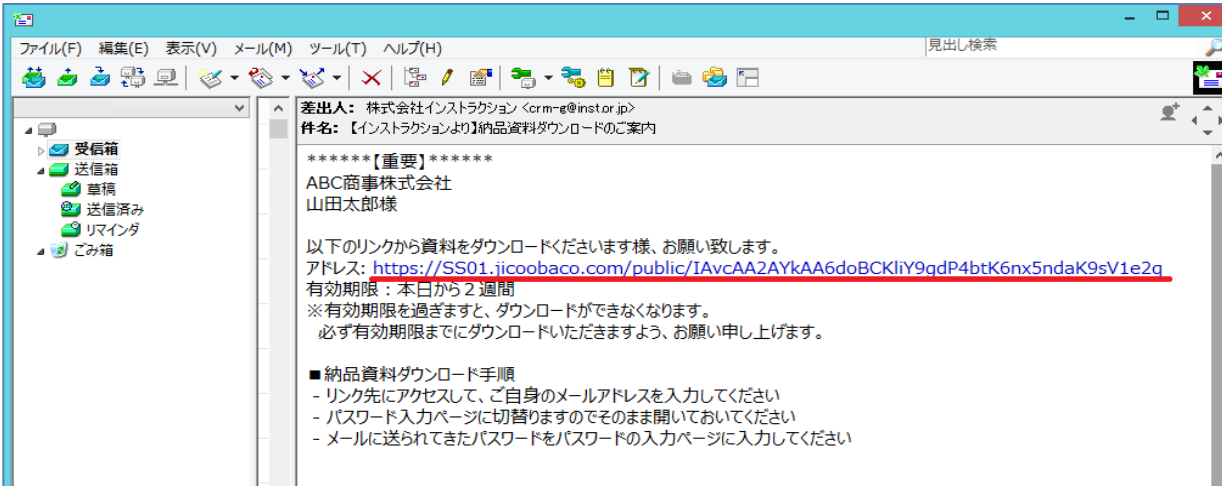 ファイル(F) 編集(E) 表示(V) メール(M) ツール(T) ヘルプ(H)
見出し検索
差出人: 株式会社インストラクション <crm-g@instor.jp>
件名: 【インストラクションより】納品資料ダウンロードのご案内
受信箱
送信箱
草稿
送信済み
リマインダ
ごみ箱
******【重要】******
ABC商事株式会社
山田太郎様
以下のリンクから資料をダウンロードくださいます様、お願い致します。
アドレス: https://SS01.jicoobaco.com/public/IAvcAA2AYkAA6doBCKliY9gdP4btK6nx5ndaK9sV1e2q
有効期限：本日から２週間
※有効期限を過ぎますと、ダウンロードができなくなります。
必ず有効期限までにダウンロードいただきますよう、お願い申し上げます。
■納品資料ダウンロード手順
- リンク先にアクセスして、ご自身のメールアドレスを入力してください
- パスワード入力ページに切替りますのでそのまま開いておいてください
- メールに送られてきたパスワードをパスワードの入力ページに入力してください